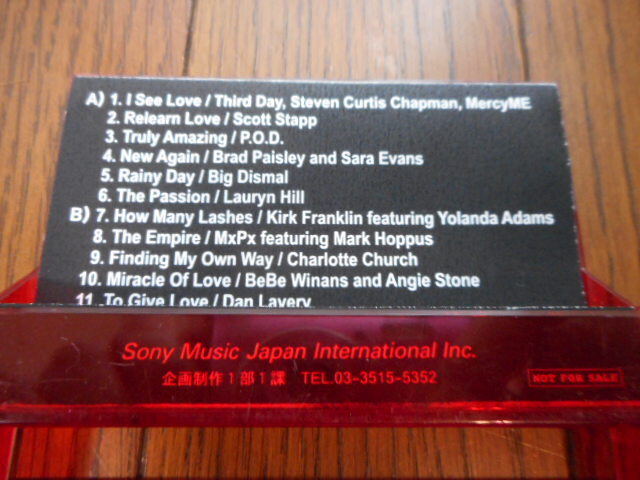 A) 1. I See Love / Third Day, Steven Curtis Chapman, MercyME
2. Relearn Love / Scott Stapp
3. Truly Amazing / P.O.D.
4. New Again / Brad Paisley and Sara Evans
5. Rainy Day / Big Dismal
6. The Passion / Lauryn Hill
B) 7. How Many Lashes / Kirk Franklin featuring Yolanda Adams
8. The Empire / MxPx featuring Mark Hoppus
9. Finding My Own Way / Charlotte Church
10. Miracle Of Love / BeBe Winans and Angie Stone
11. To Give Love / Dan Lavery
Sony Music Japan International Inc.
企画制作1部1課 TEL.03-3515-5352
NOT FOR SALE